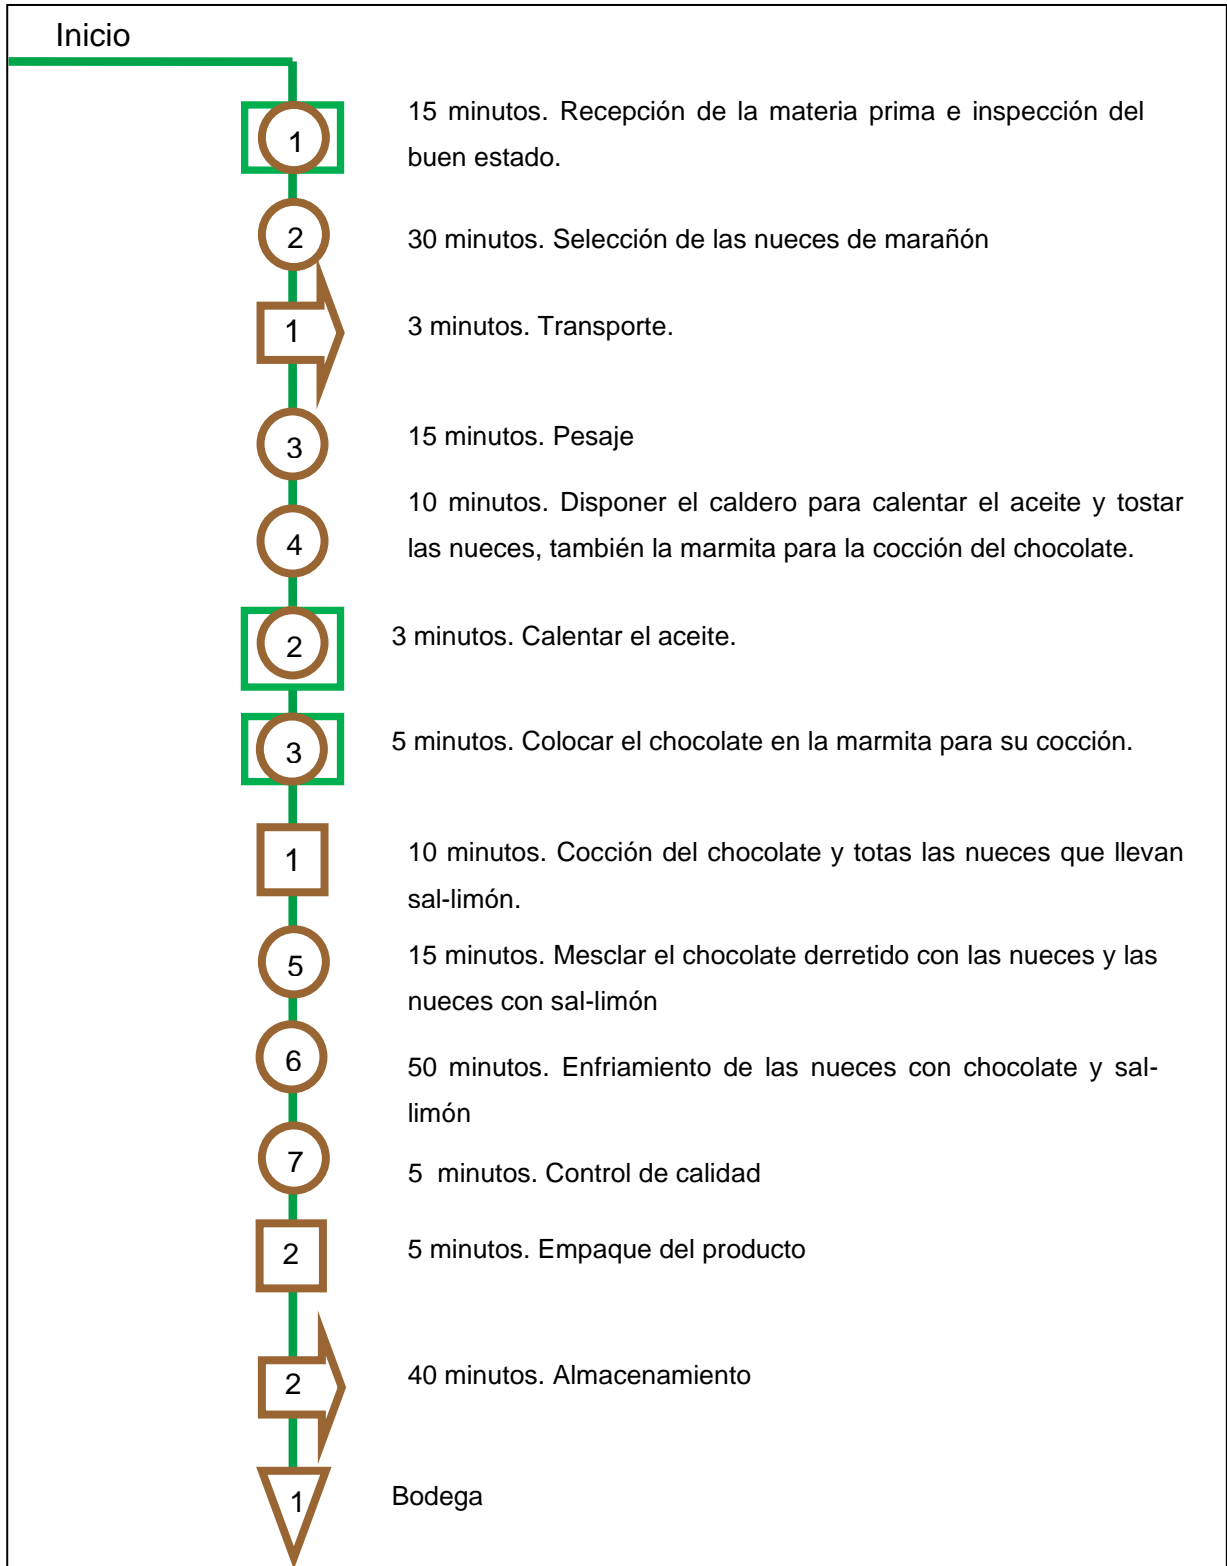 Inicio
1
15 minutos. Recepción de la materia prima e inspección del
buen estado.
2
30 minutos. Selección de las nueces de marañón
1
3 minutos. Transporte.
3
15 minutos. Pesaje
4
10 minutos. Disponer el caldero para calentar el aceite y tostar
las nueces, también la marmita para la cocción del chocolate.
2
3 minutos. Calentar el aceite.
3
5 minutos. Colocar el chocolate en la marmita para su cocción.
1
10 minutos. Cocción del chocolate y totas las nueces que llevan
sal-limón.
5
15 minutos. Mesclar el chocolate derretido con las nueces y las
nueces con sal-limón
6
50 minutos. Enfriamiento de las nueces con chocolate y sal-
limón
7
5 minutos. Control de calidad
2
5 minutos. Empaque del producto
2
40 minutos. Almacenamiento
1
Bodega